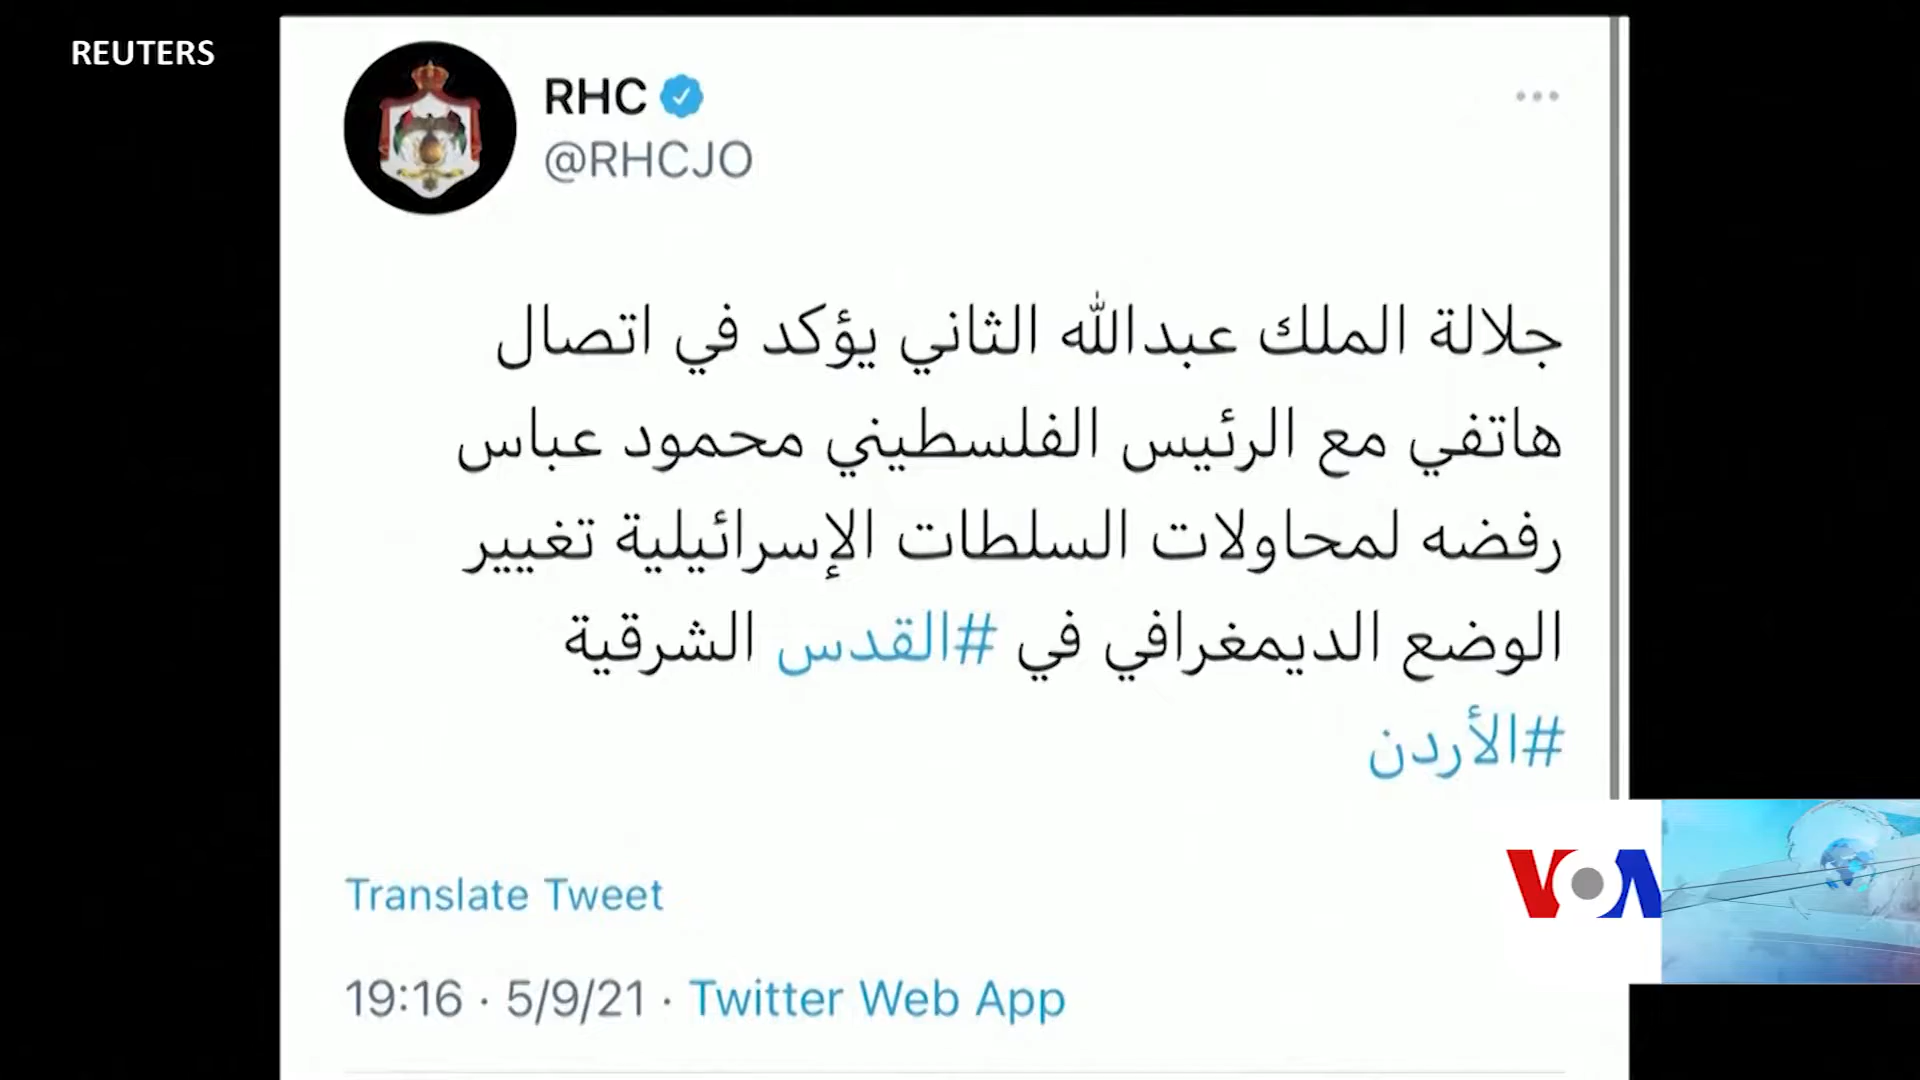 REUTERS
RHC
@RHCJO
جلالة الملك عبدالله الثاني يؤكد في اتصال
هاتفي مع الرئيس الفلسطيني محمود عباس
رفضه لمحاولات السلطات الإسرائيلية تغيير
الوضع الديمغرافي في #القدس الشرقية
#الأردن
Translate Tweet
19:16 · 5/9/21 · Twitter Web App
VOA